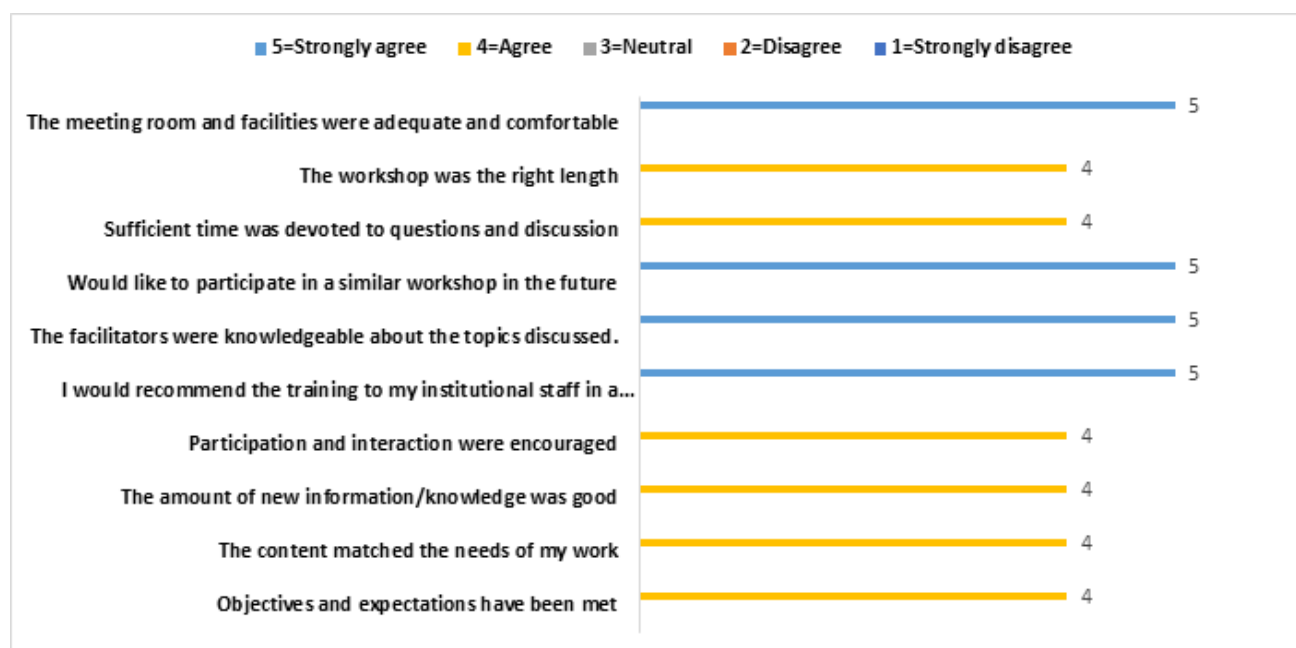 5=Strongly agree 4=Agree 3=Neutral 2=Disagree 1=Strongly disagree
The meeting room and facilities were adequate and comfortable 5
The workshop was the right length 4
Sufficient time was devoted to questions and discussion 4
Would like to participate in a similar workshop in the future 5
The facilitators were knowledgeable about the topics discussed. 5
I would recommend the training to my institutional staff in a... 5
Participation and interaction were encouraged 4
The amount of new information/knowledge was good 4
The content matched the needs of my work 4
Objectives and expectations have been met 4